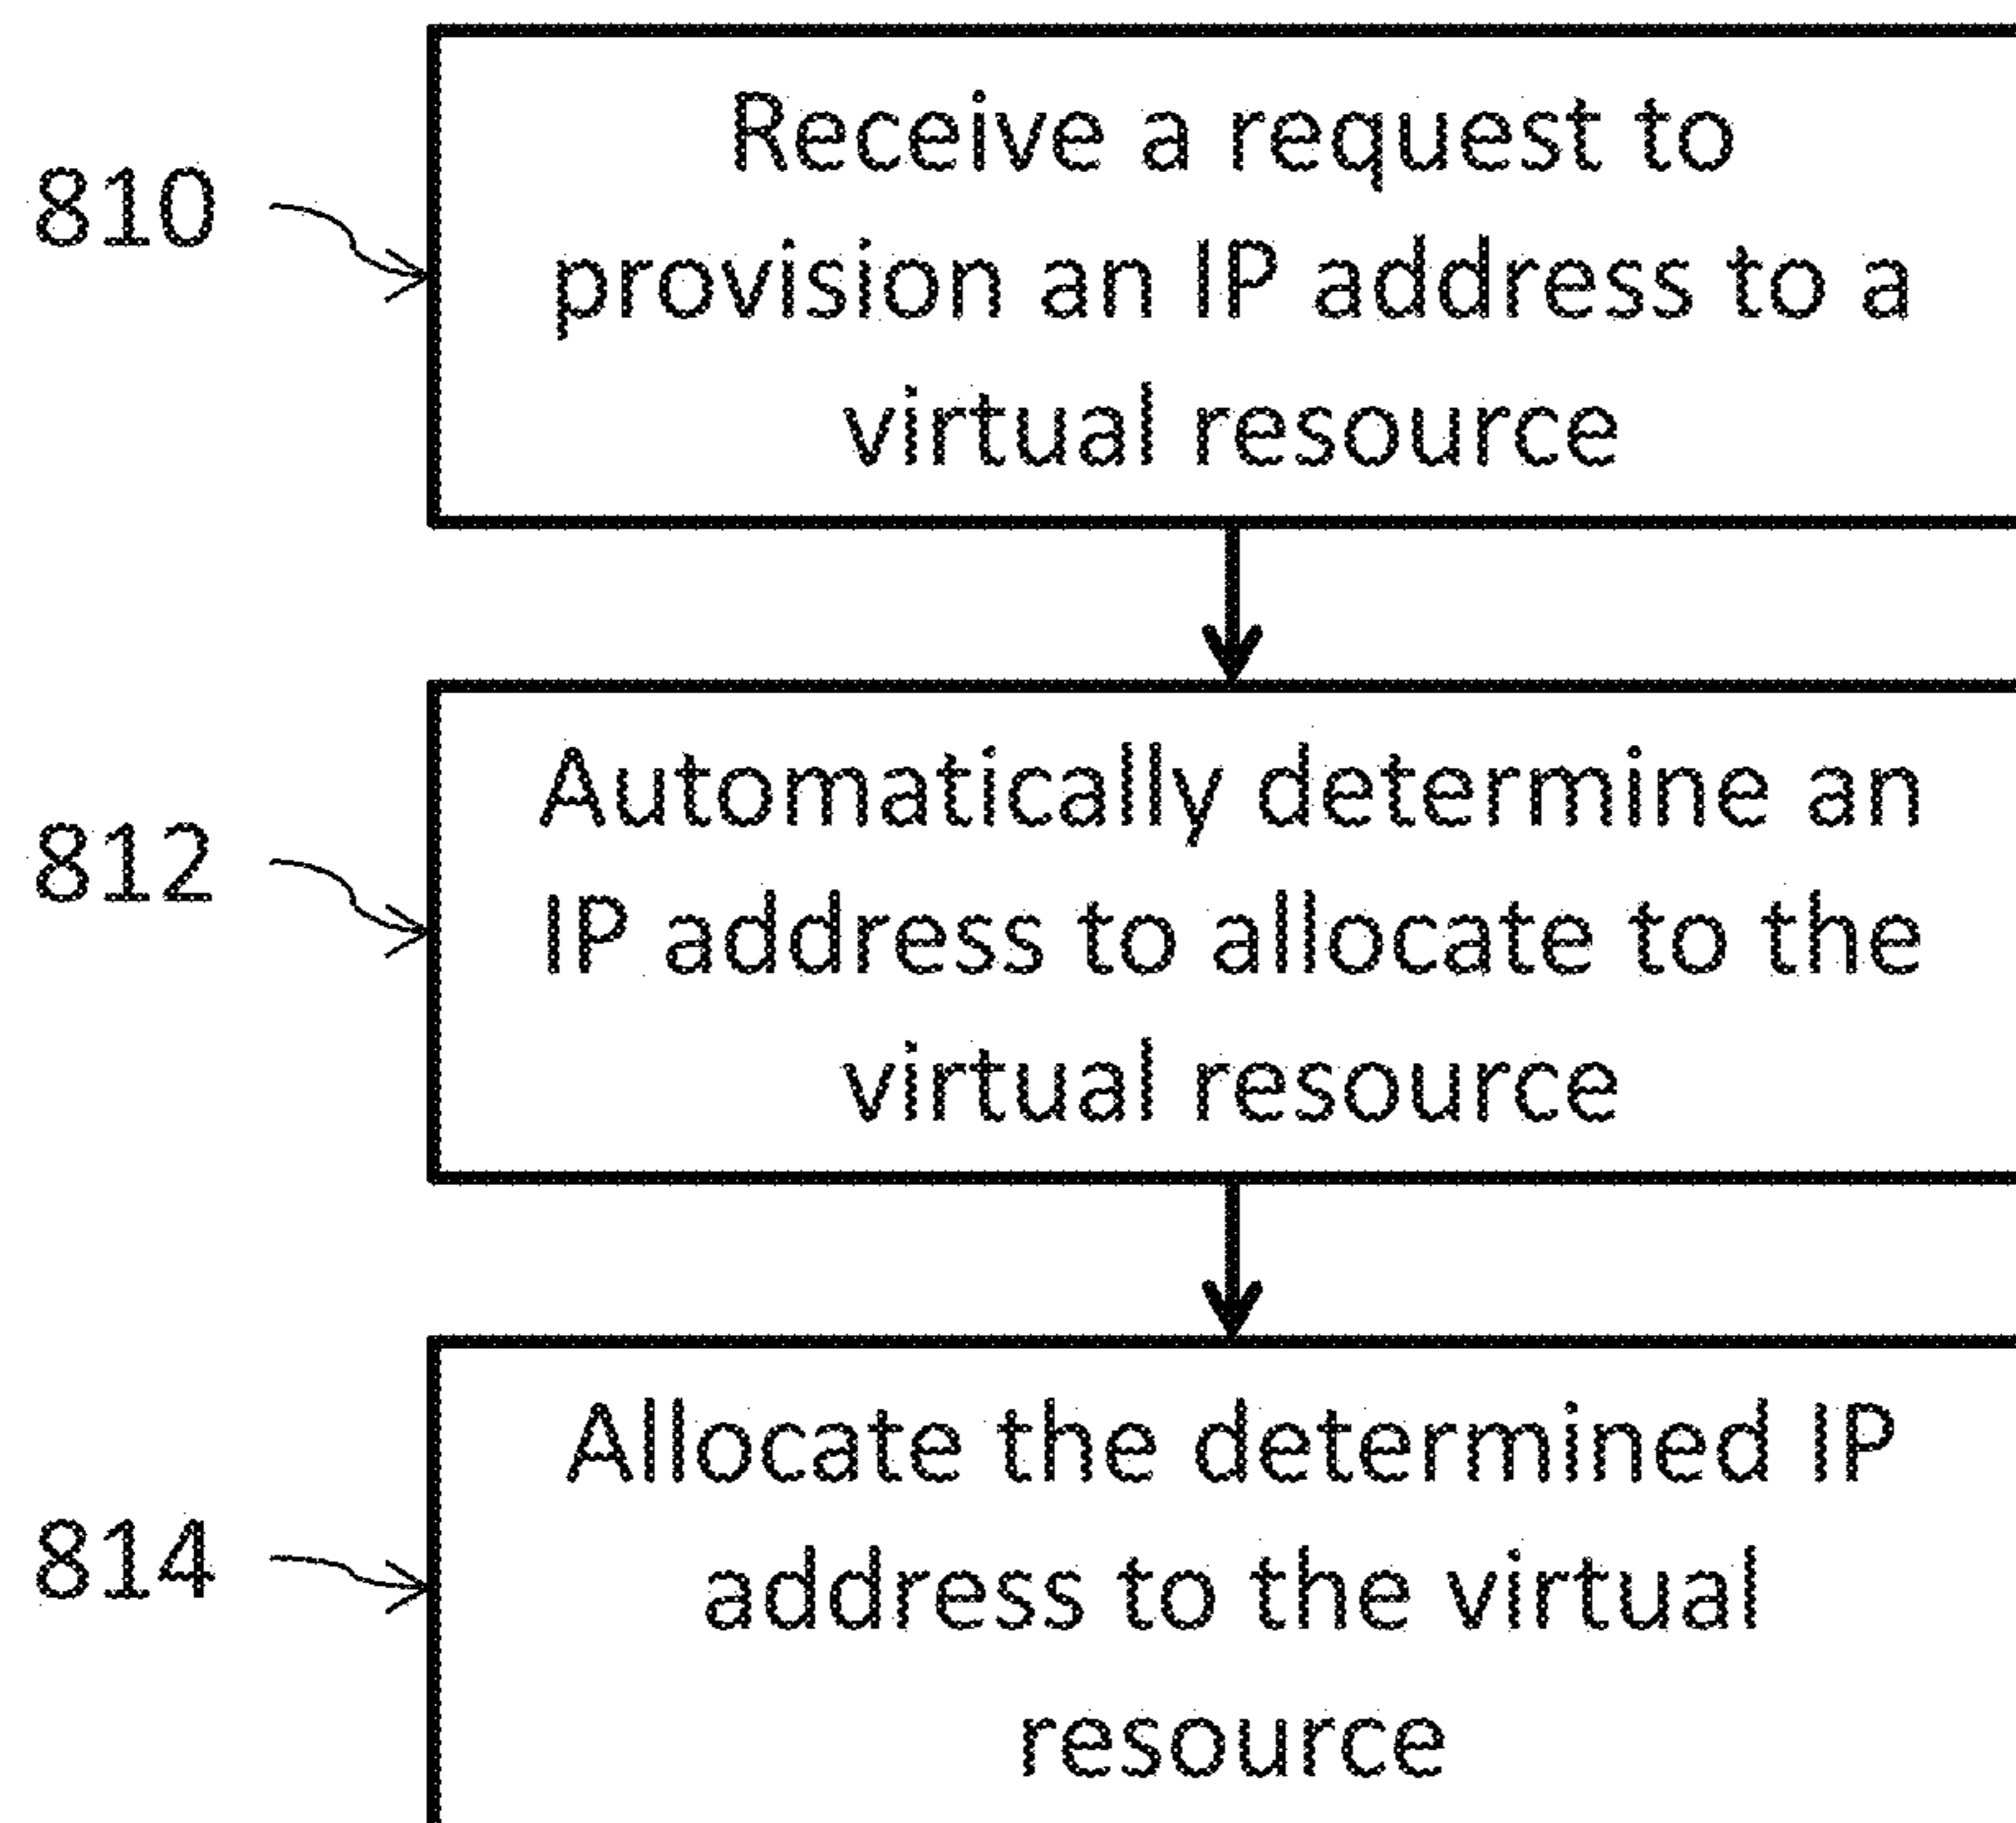 810
Receive a request to
provision an IP address to a
virtual resource
812
Automatically determine an
IP address to allocate to the
virtual resource
814
Allocate the determined IP
address to the virtual
resource